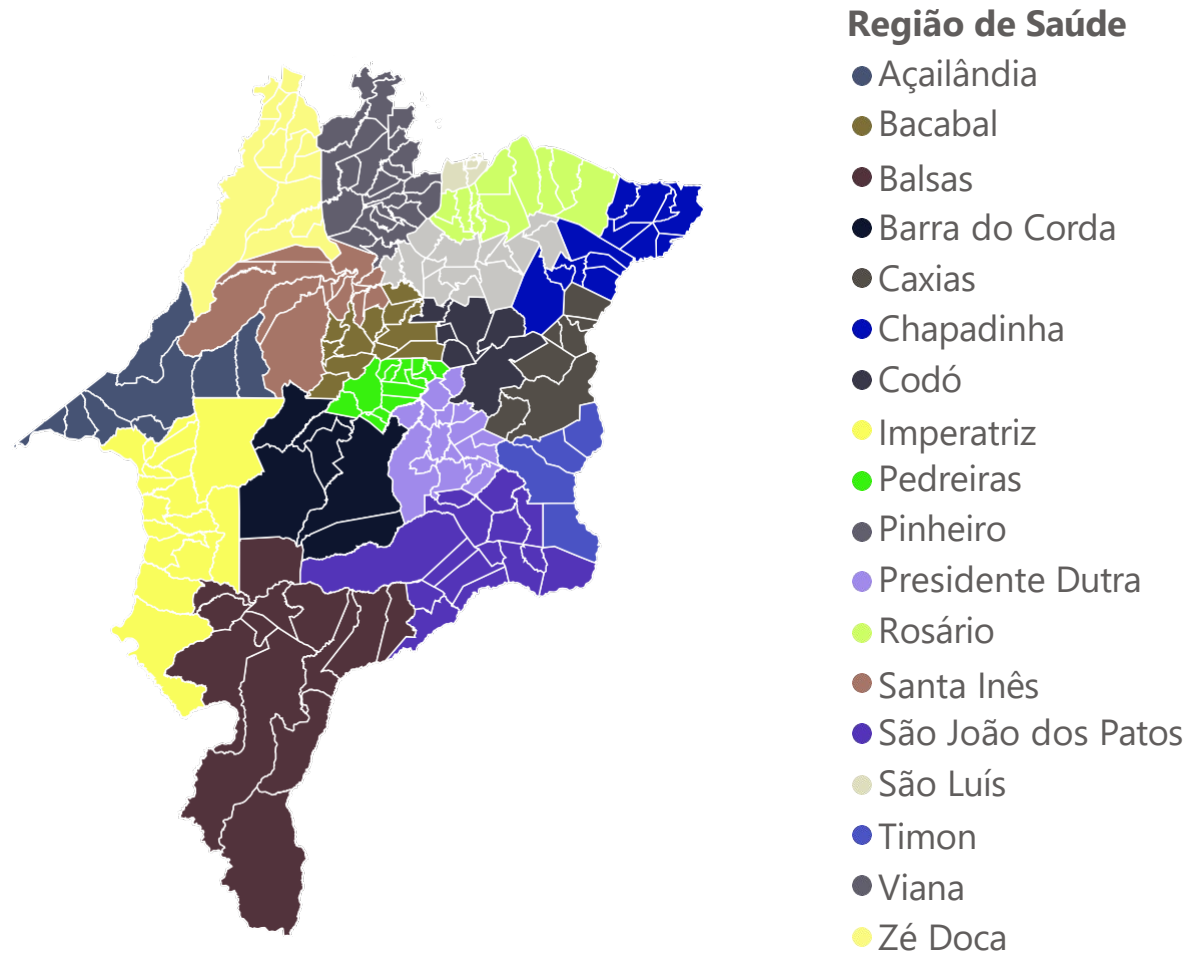 Região de Saúde
Açailândia
Bacabal
Balsas
Barra do Corda
Caxias
Chapadinha
Codó
Imperatriz
Pedreiras
Pinheiro
Presidente Dutra
Rosário
Santa Inês
São João dos Patos
São Luís
Timon
Viana
Zé Doca